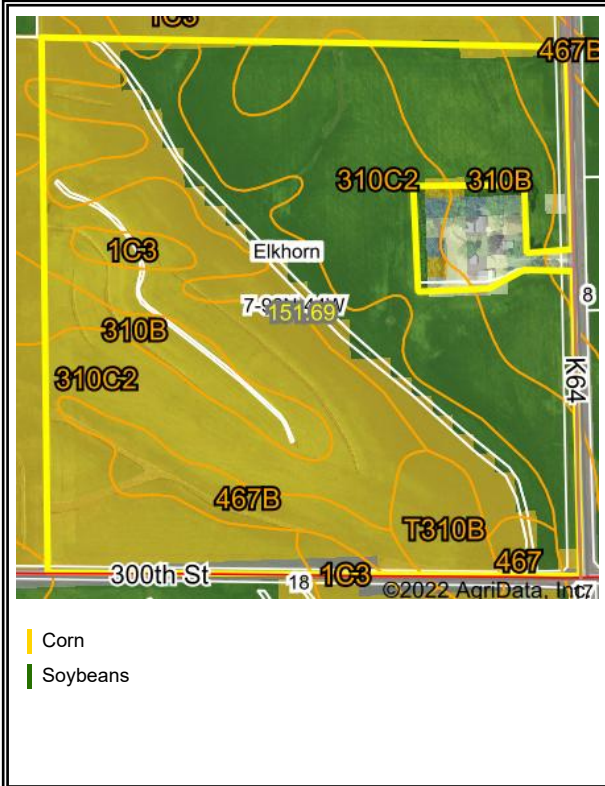 1C3
467B
310C2 310B
Elkhorn
1C3
151.69
8
310B
K64
310C2
467B
T310B
467
300th St
18
1C3
©2022 AgriData, Inc.
17
Corn
Soybeans